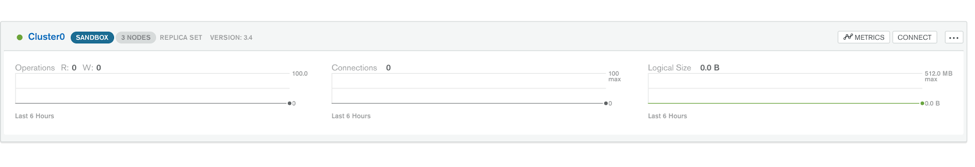 Cluster0 SANDBOX 3 NODES REPLICA SET VERSION: 3.4 METRICS CONNECT ...
Operations R: 0 W: 0
100.0
0
Last 6 Hours
Connections 0
100
max
0
Last 6 Hours
Logical Size 0.0 B
512.0 MB
max
0.0 B
Last 6 Hours